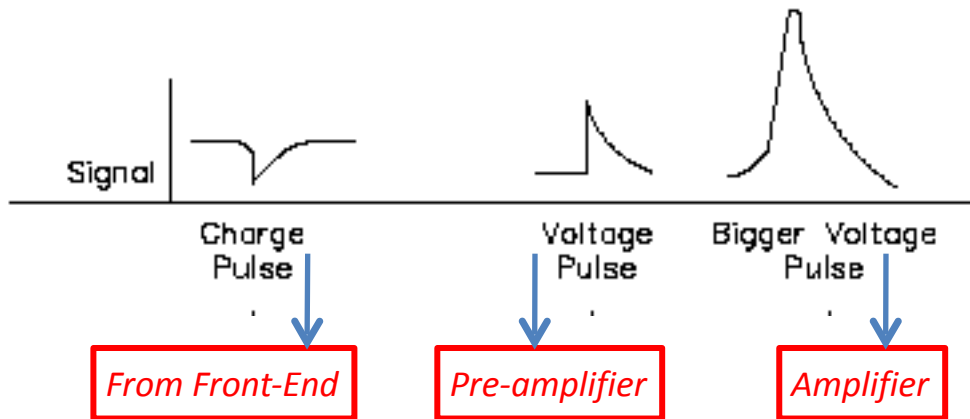 Signal
Charge Pulse
Voltage Pulse
Bigger Voltage Pulse
From Front-End
Pre-amplifier
Amplifier